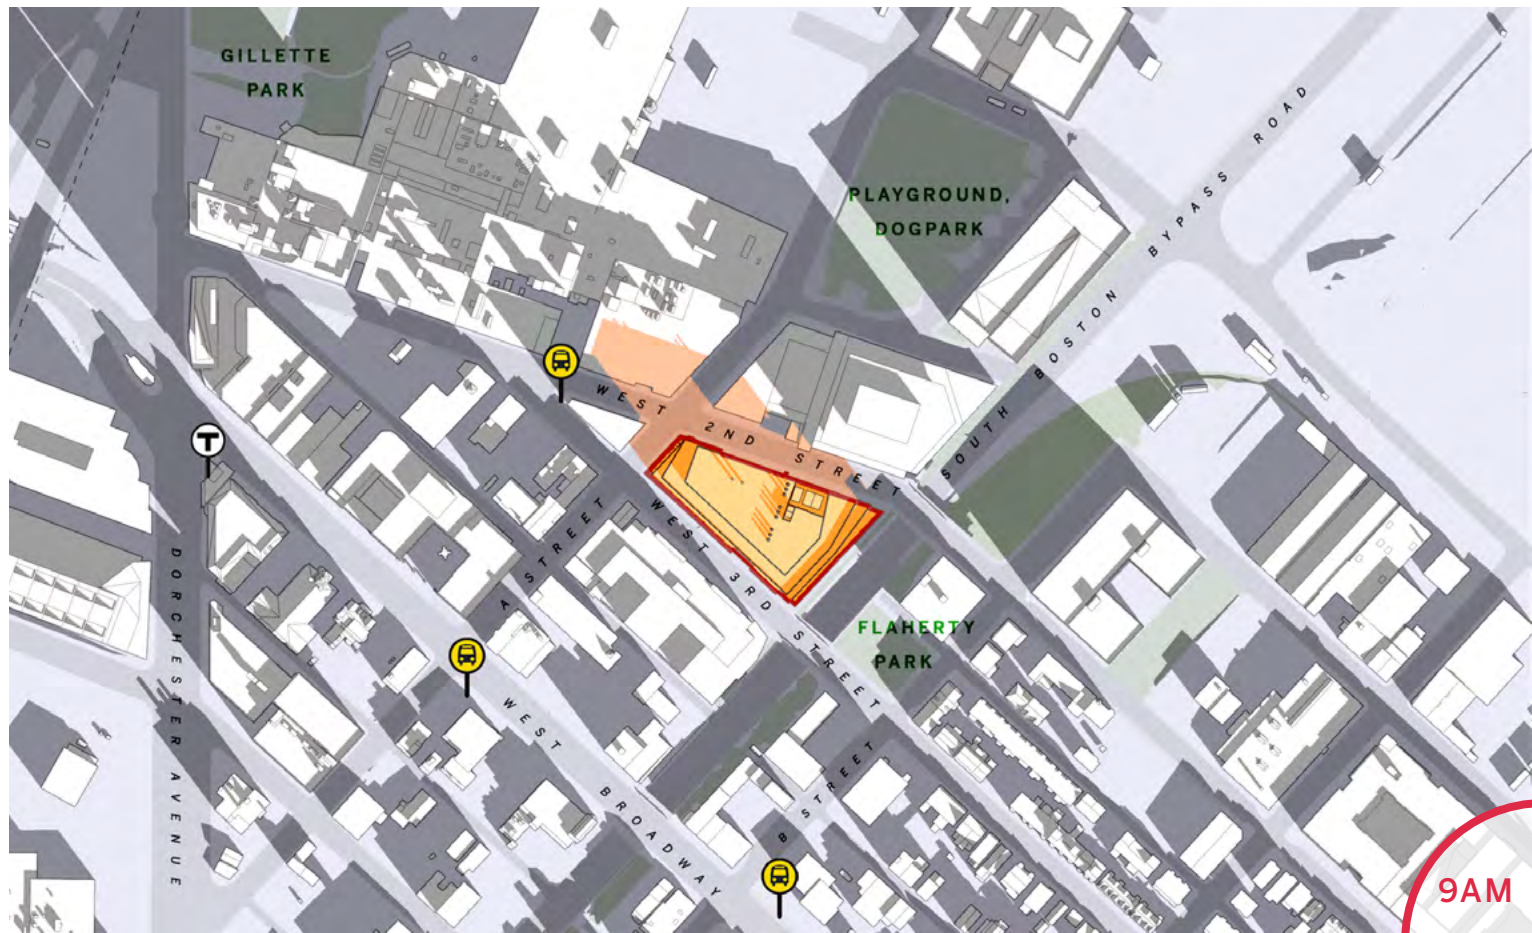 GILLETTE
PARK
PLAYGROUND,
DOGPARK
SOUTH BOSTON BYPASS ROAD
WEST 2ND STREET
T
WEST 3RD STREET
A STREET
FLAHERTY
PARK
DORCHESTER AVENUE
WEST BROADWAY
B STREET
9AM